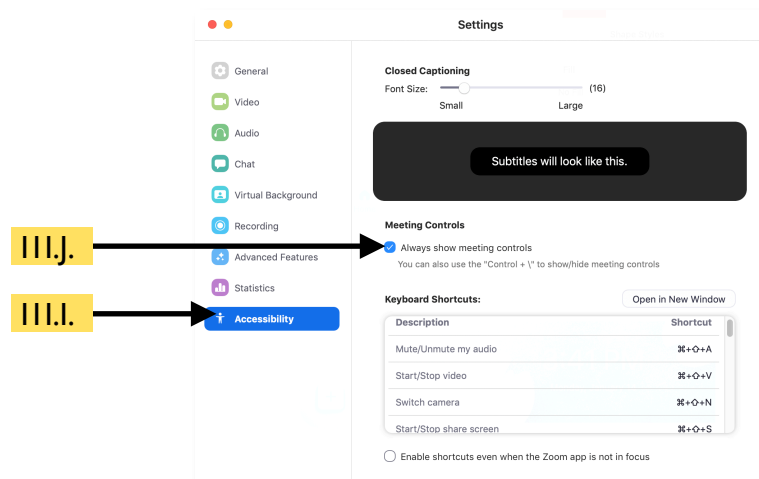 Settings
General
Video
Audio
Chat
Virtual Background
Recording
Advanced Features
Statistics
Accessibility
III.J.
III.I.
Closed Captioning
Font Size: (16)
Small Large
Subtitles will look like this.
Meeting Controls
Always show meeting controls
You can also use the "Control + \" to show/hide meeting controls
Keyboard Shortcuts: Open in New Window
Description Shortcut
Mute/Unmute my audio ⌘+⇧+A
Start/Stop video ⌘+⇧+V
Switch camera ⌘+⇧+N
Start/Stop share screen ⌘+⇧+S
Enable shortcuts even when the Zoom app is not in focus